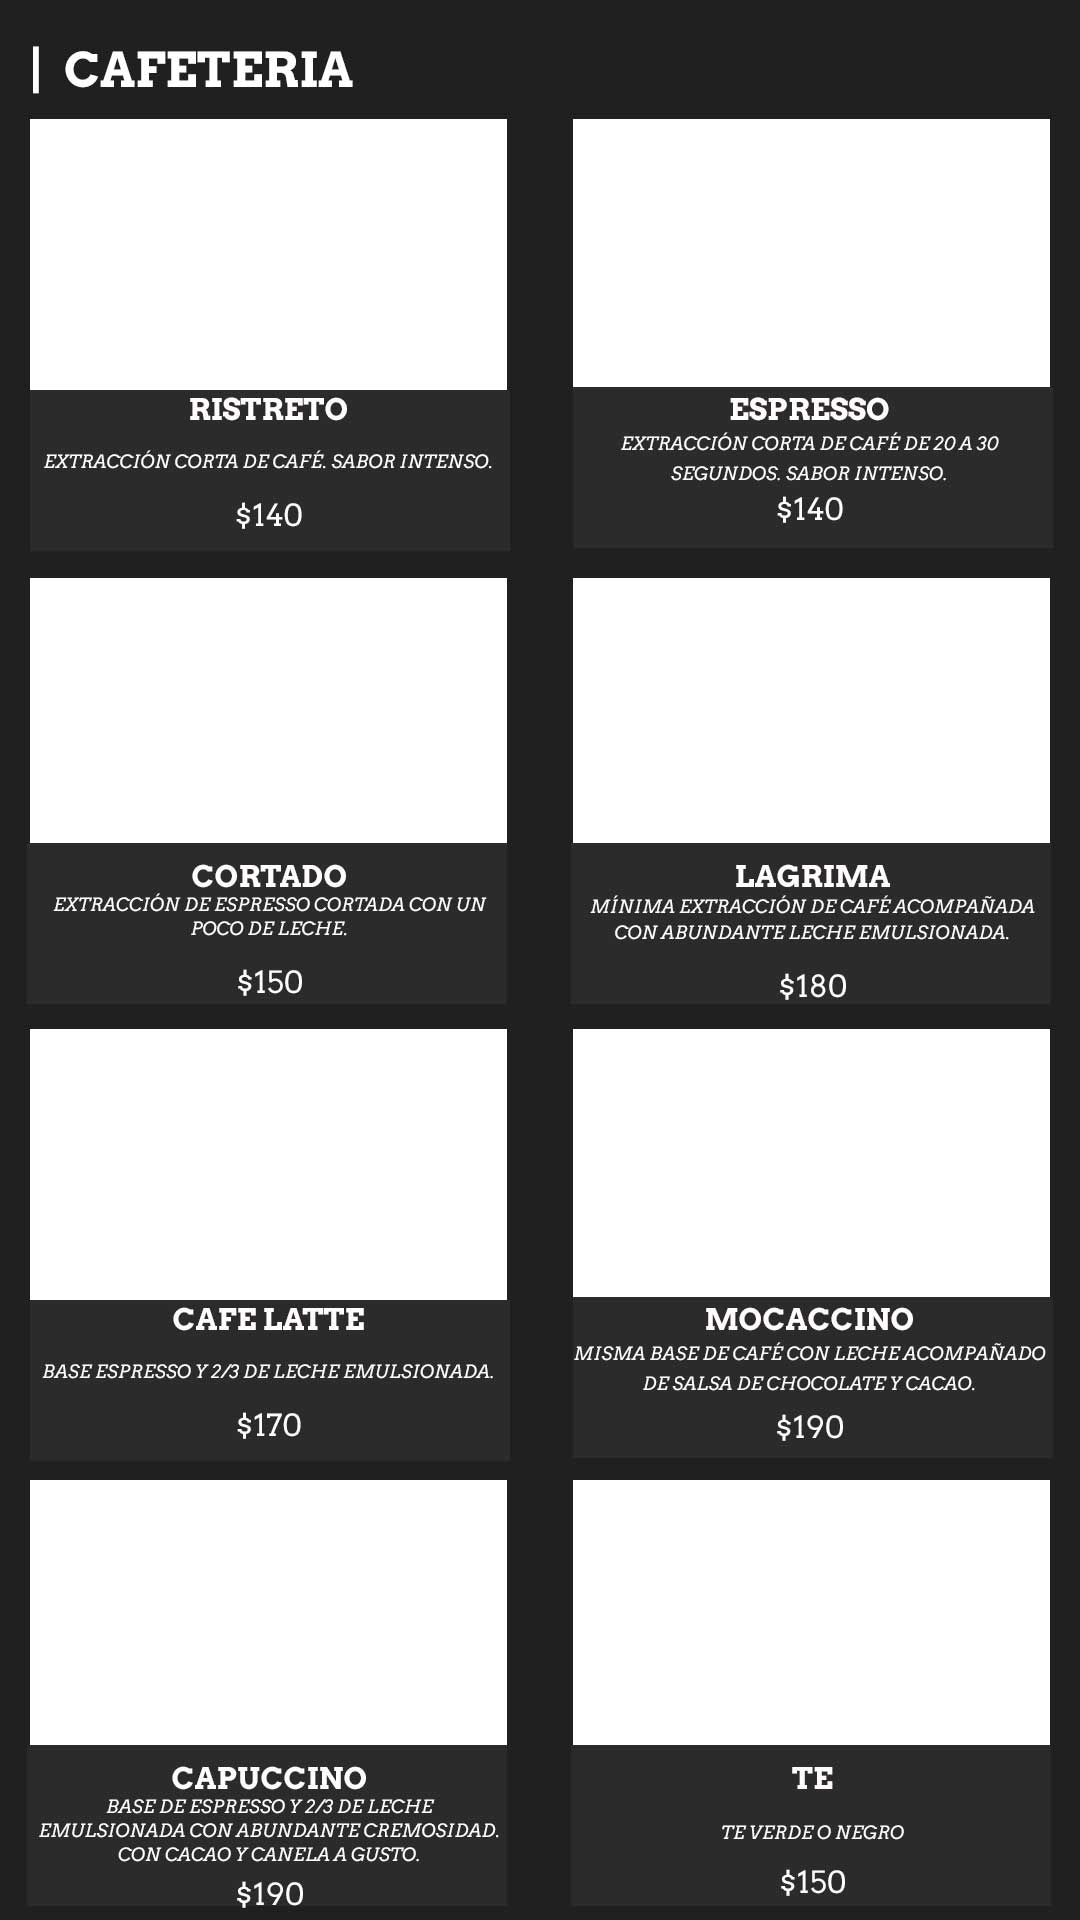 | CAFETERIA
RISTRETO
EXTRACCIÓN CORTA DE CAFÉ. SABOR INTENSO.
$140
ESPRESSO
EXTRACCIÓN CORTA DE CAFÉ DE 20 A 30
SEGUNDOS. SABOR INTENSO.
$140
CORTADO
EXTRACCIÓN DE ESPRESSO CORTADA CON UN
POCO DE LECHE.
$150
LAGRIMA
MÍNIMA EXTRACCIÓN DE CAFÉ ACOMPAÑADA
CON ABUNDANTE LECHE EMULSIONADA.
$180
CAFE LATTE
BASE ESPRESSO Y 2/3 DE LECHE EMULSIONADA.
$170
MOCACCINO
MISMA BASE DE CAFÉ CON LECHE ACOMPAÑADO
DE SALSA DE CHOCOLATE Y CACAO.
$190
CAPUCCINO
BASE DE ESPRESSO Y 2/3 DE LECHE
EMULSIONADA CON ABUNDANTE CREMOSIDAD.
CON CACAO Y CANELA A GUSTO.
$190
TE
TE VERDE O NEGRO
$150